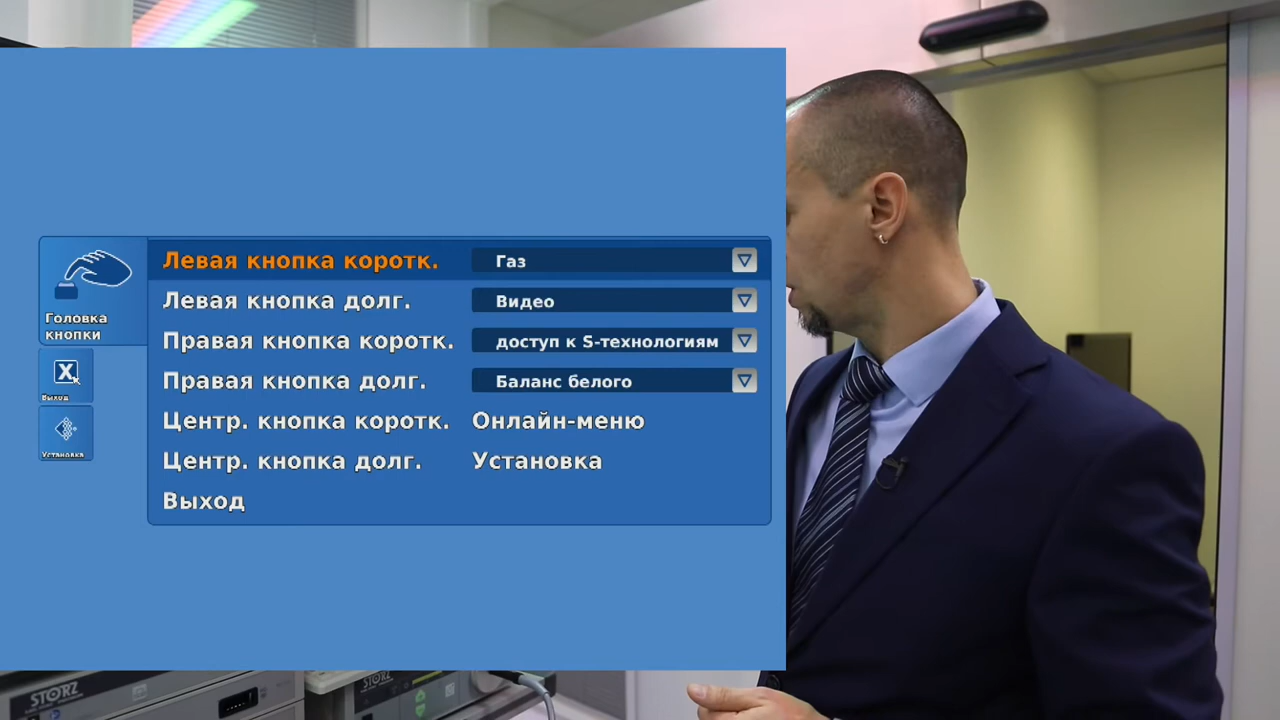 Левая кнопка коротк. Газ
Левая кнопка долг. Видео
Правая кнопка коротк. доступ к S-технологиям
Правая кнопка долг. Баланс белого
Центр. кнопка коротк. Онлайн-меню
Центр. кнопка долг. Установка
Выход
Головка
кнопки
Выход
Установка
STORZ
STORZ